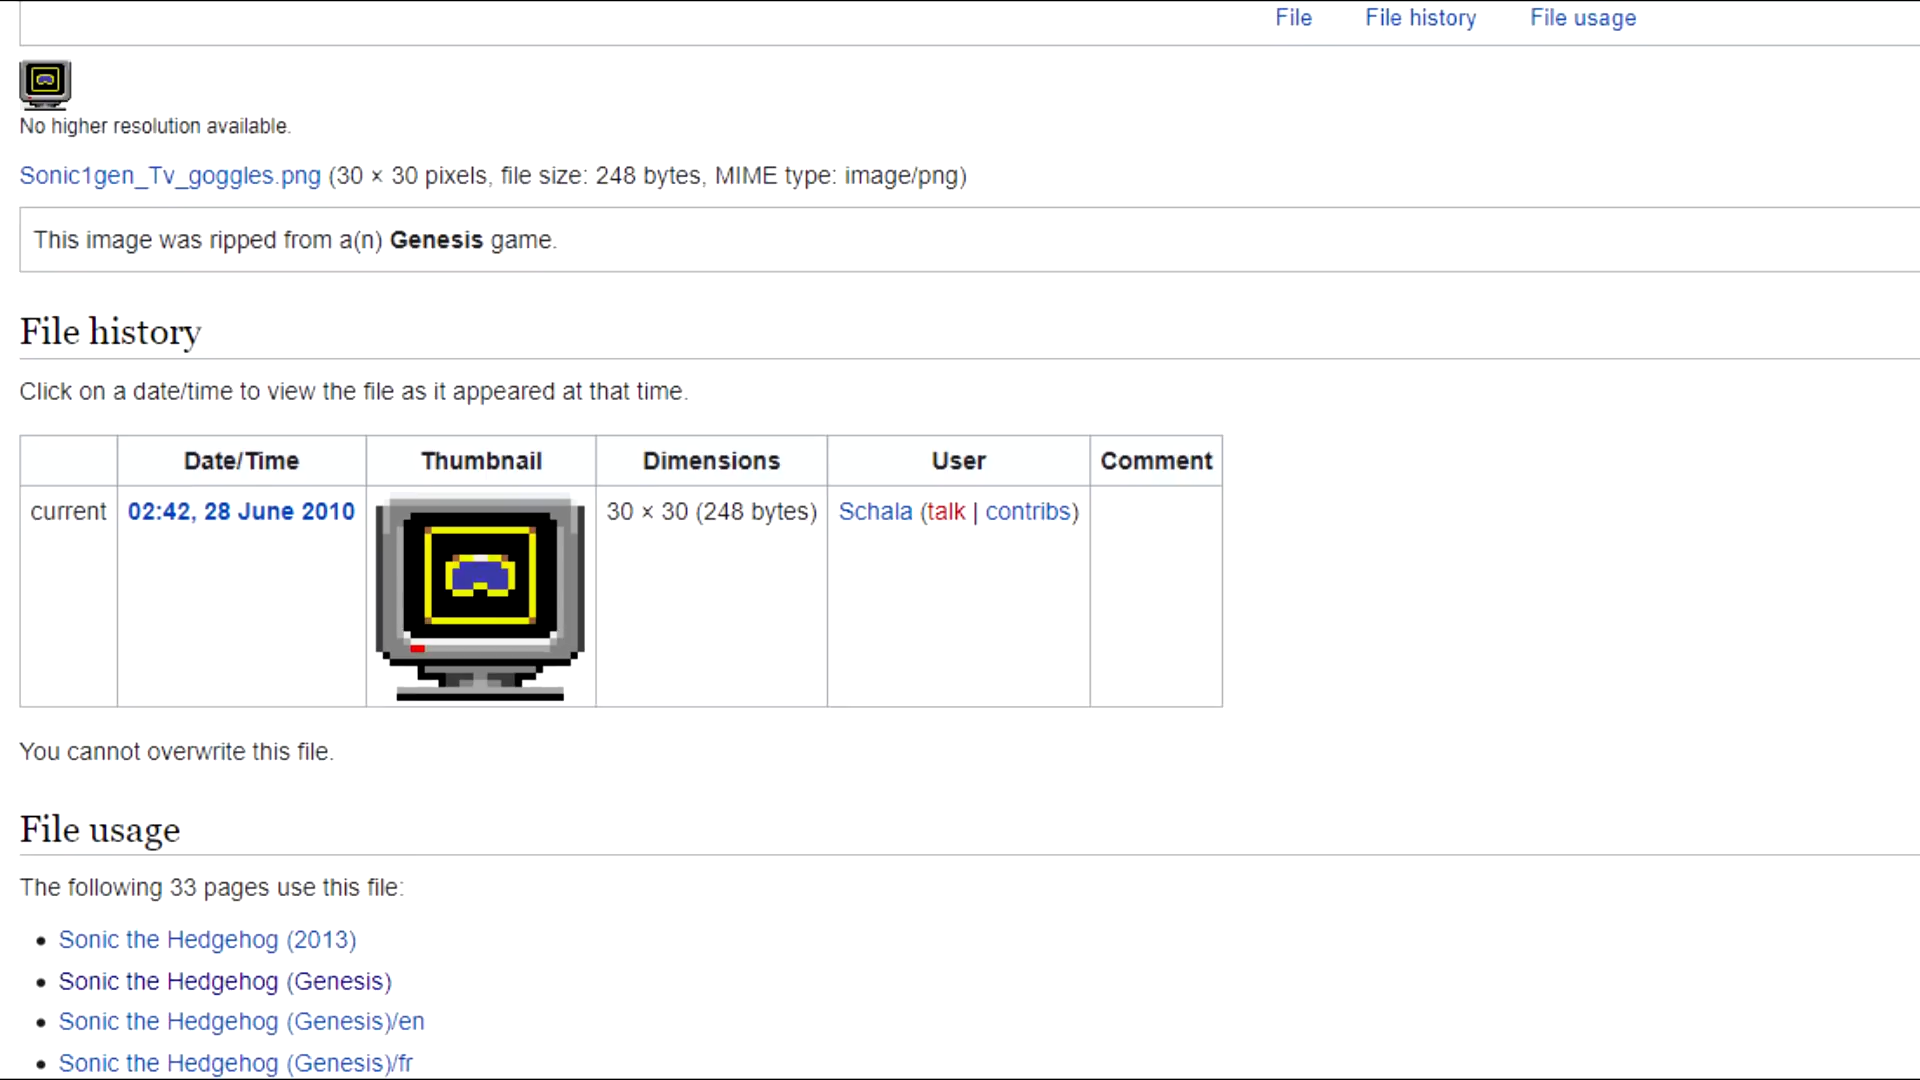 File File history File usage
No higher resolution available.
Sonic1gen_Tv_goggles.png (30 × 30 pixels, file size: 248 bytes, MIME type: image/png)
This image was ripped from a(n) Genesis game.
File history
Click on a date/time to view the file as it appeared at that time.
Date/Time Thumbnail Dimensions User Comment
current 02:42, 28 June 2010 30 × 30 (248 bytes) Schala (talk | contribs)
You cannot overwrite this file.
File usage
The following 33 pages use this file:
Sonic the Hedgehog (2013)
Sonic the Hedgehog (Genesis)
Sonic the Hedgehog (Genesis)/en
Sonic the Hedgehog (Genesis)/fr